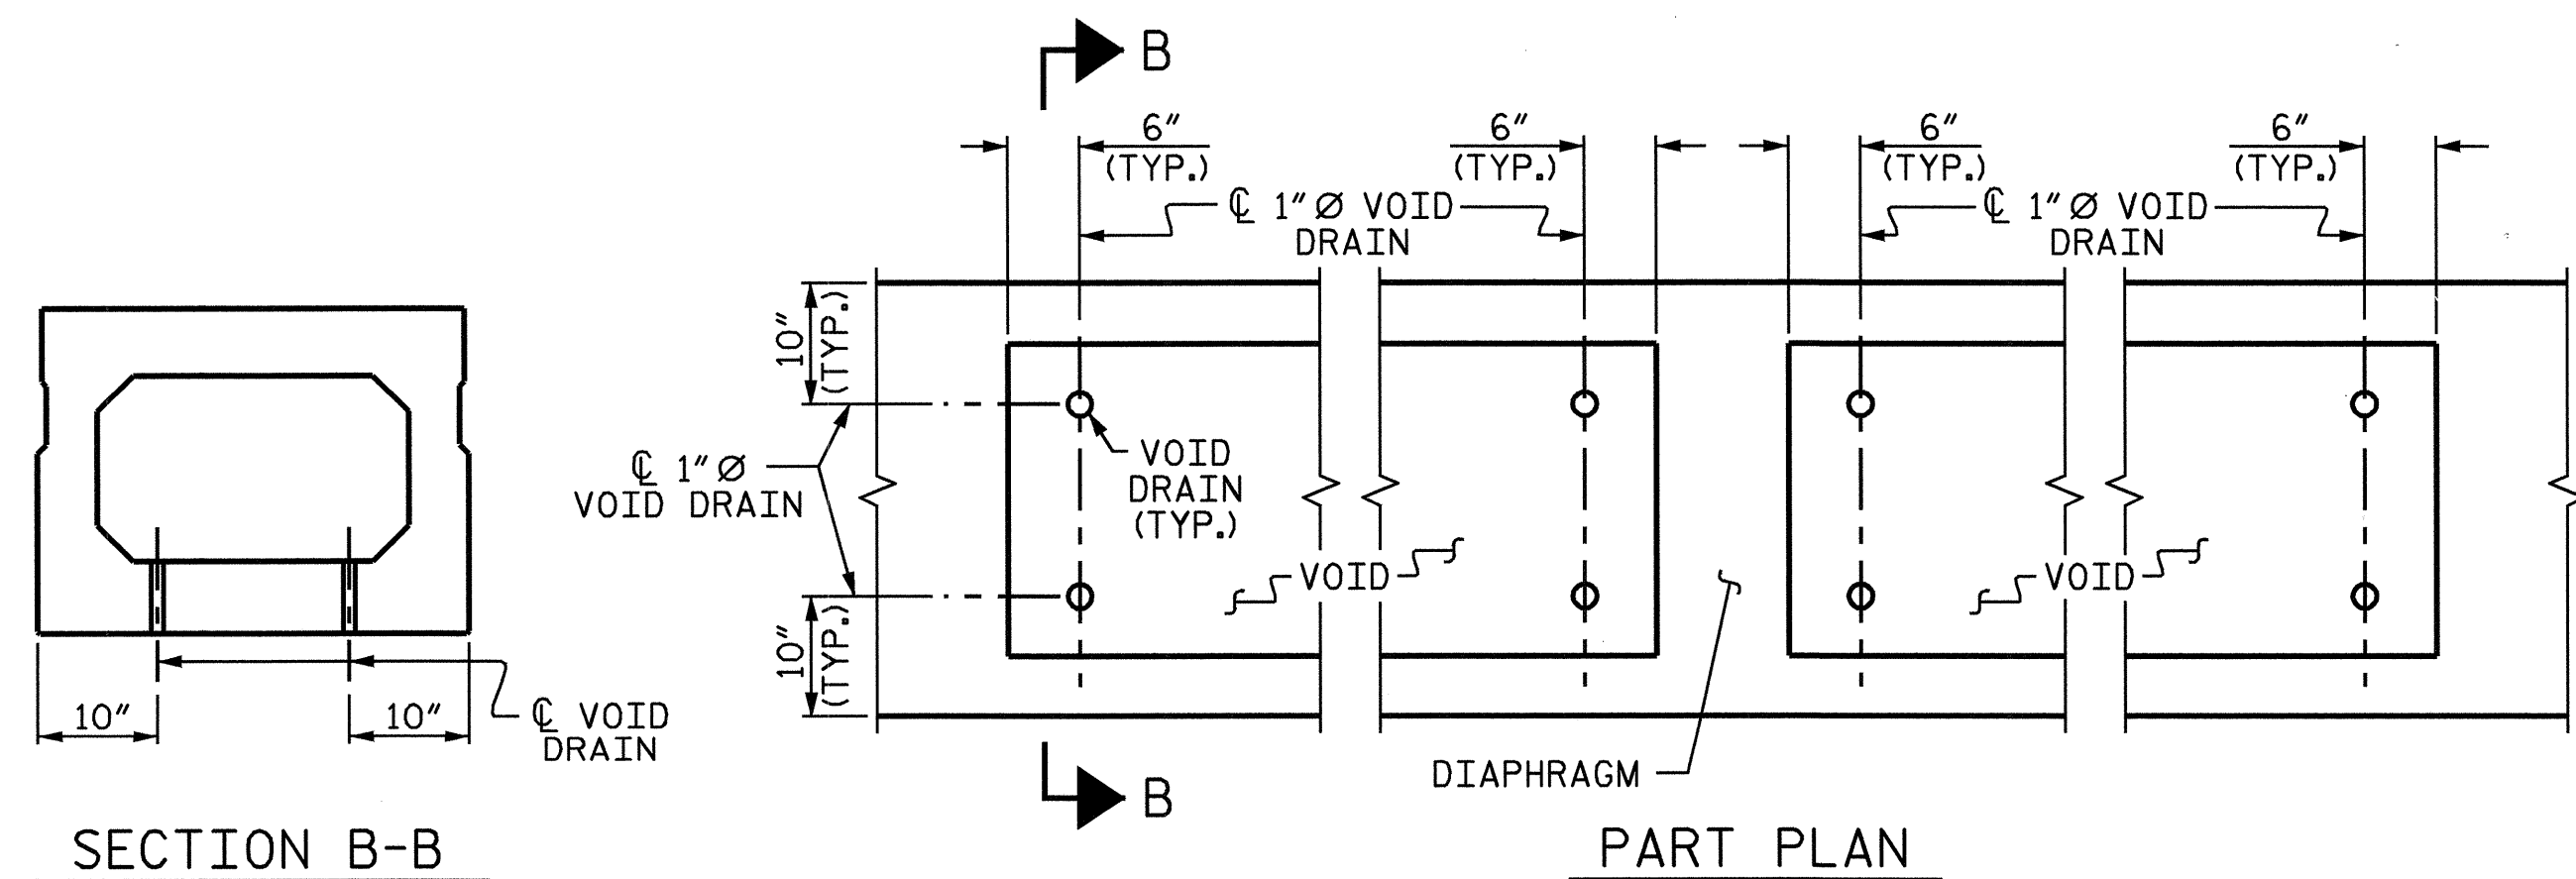 B
6" 6" 6" 6"
(TYP.) (TYP.) (TYP.) (TYP.)
℄ 1"Ø VOID
DRAIN
℄ 1"Ø VOID
DRAIN
10"
(TYP.)
℄ 1"Ø
VOID DRAIN
VOID
DRAIN
(TYP.)
VOID
VOID
10"
(TYP.)
10" 10"
℄ VOID
DRAIN
DIAPHRAGM
B
SECTION B-B
PART PLAN